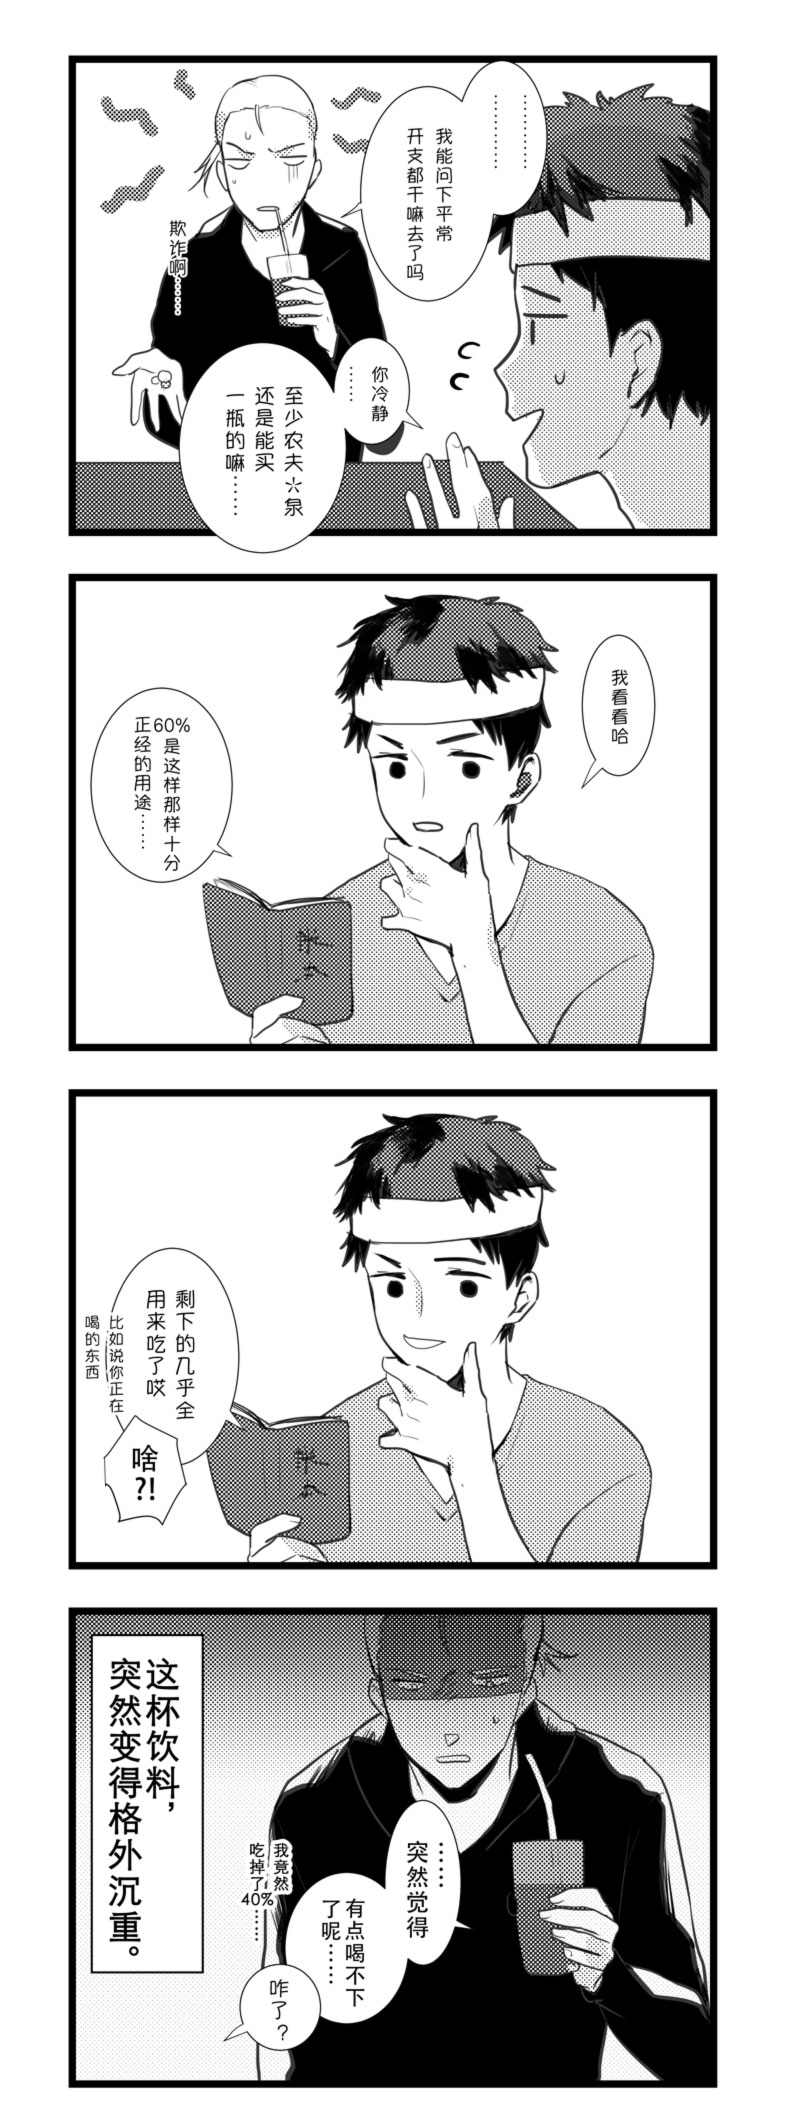 …………
我能问下平常
开支都干嘛去了吗
欺诈啊……
你冷静
……
至少农夫※泉
还是能买
一瓶的嘛……
我看看哈
60%是这样那样十分
正经的用途……
剩下的几乎全
用来吃了哎
比如说你正在
喝的东西
啥
?!
……
突然觉得
有点喝不下
了呢……
我竟然
吃掉了40%……
咋了？
这杯饮料，
突然变得格外沉重。